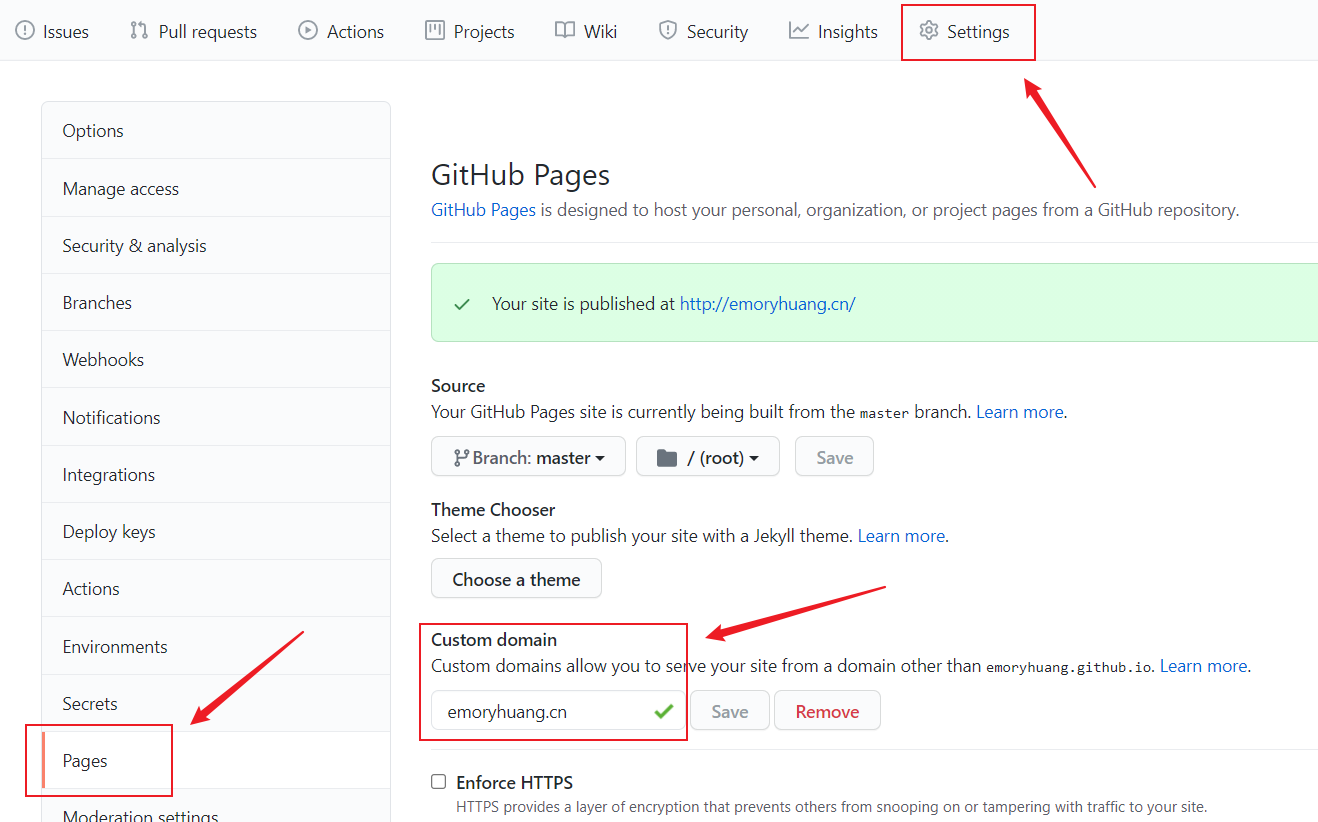 Issues Pull requests Actions Projects Wiki Security Insights Settings
Options
Manage access
Security & analysis
Branches
Webhooks
Notifications
Integrations
Deploy keys
Actions
Environments
Secrets
Pages
Moderation settings
GitHub Pages
GitHub Pages is designed to host your personal, organization, or project pages from a GitHub repository.
Your site is published at http://emoryhuang.cn/
Source
Your GitHub Pages site is currently being built from the master branch. Learn more.
Branch: master / (root) Save
Theme Chooser
Select a theme to publish your site with a Jekyll theme. Learn more.
Choose a theme
Custom domain
Custom domains allow you to serve your site from a domain other than emoryhuang.github.io. Learn more.
emoryhuang.cn Save Remove
Enforce HTTPS
HTTPS provides a layer of encryption that prevents others from snooping on or tampering with traffic to your site.